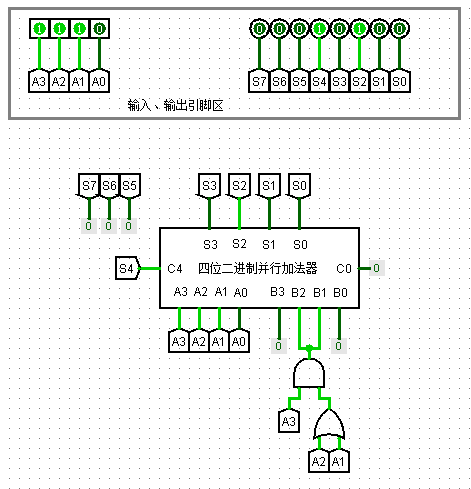 1 1 1 0 0 0 0 1 0 1 0 0
A3 A2 A1 A0 S7 S6 S5 S4 S3 S2 S1 S0
输入、输出引脚区
S7 S6 S5 S3 S2 S1 S0
0 0 0
S3 S2 S1 S0
S4 C4 四位二进制并行加法器 C0 0
A3 A2 A1 A0 B3 B2 B1 B0
A3 A2 A1 A0 0 0
A3
A2 A1